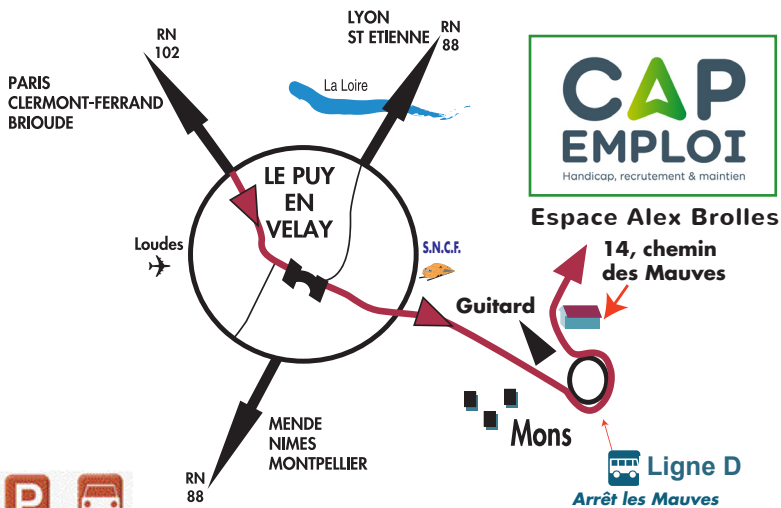 LYON
ST ETIENNE
RN
88
RN
102
PARIS
CLERMONT-FERRAND
BRIOUDE
La Loire
CAP
EMPLOI
Handicap, recrutement & maintien
Espace Alex Brolles
14, chemin
des Mauves
LE PUY
EN
VELAY
Loudes
S.N.C.F.
Guitard
Mons
MENDE
NIMES
MONTPELLIER
RN
88
Ligne D
Arrêt les Mauves
P